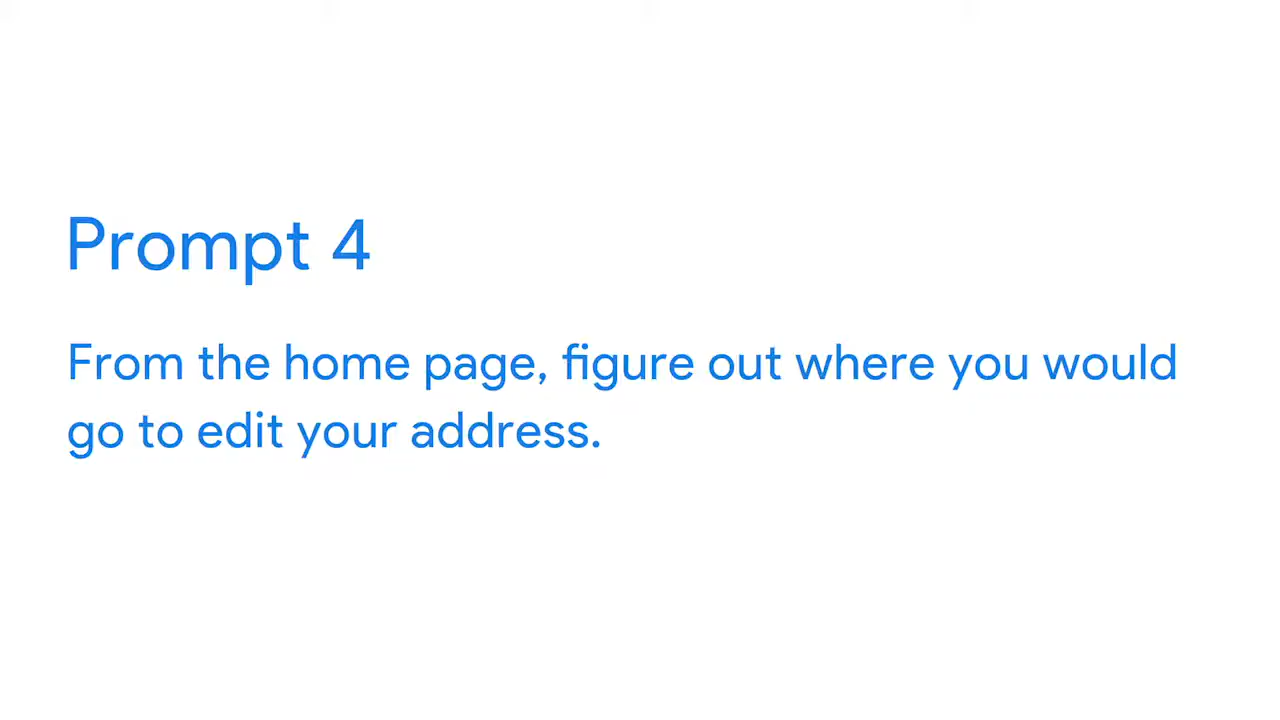 Prompt 4
From the home page, figure out where you would
go to edit your address.